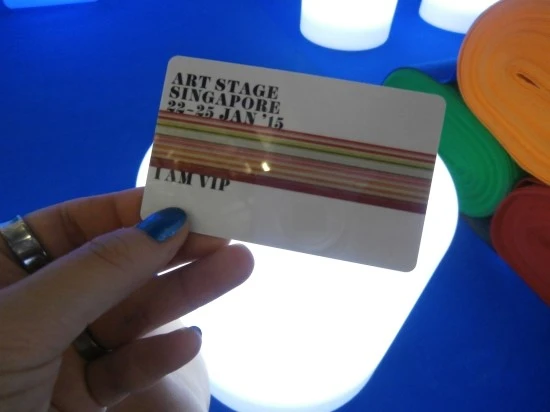 ART STAGE
SINGAPORE
22–25 JAN '15
I AM VIP